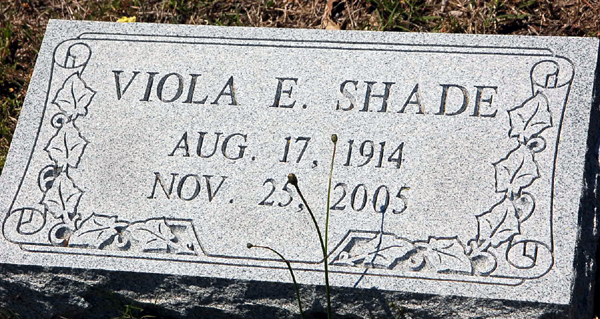 VIOLA E. SHADE
AUG. 17, 1914
NOV. 25, 2005